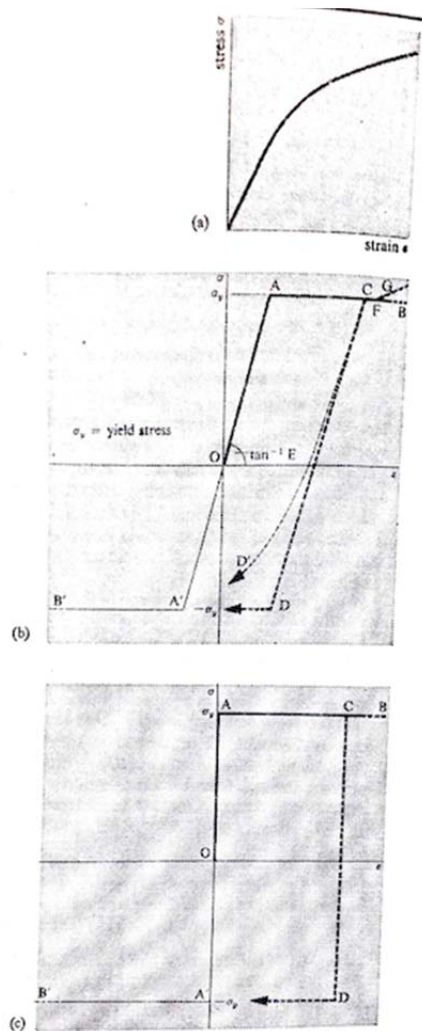 stress σ
(a)
strain ε
σ
σy
A
C
G
F
B
σy = yield stress
O
tan⁻¹ E
ε
D'
B'
A'
−σy
D
(b)
σ
σy
A
C
B
O
ε
B'
A'
−σy
D
(c)